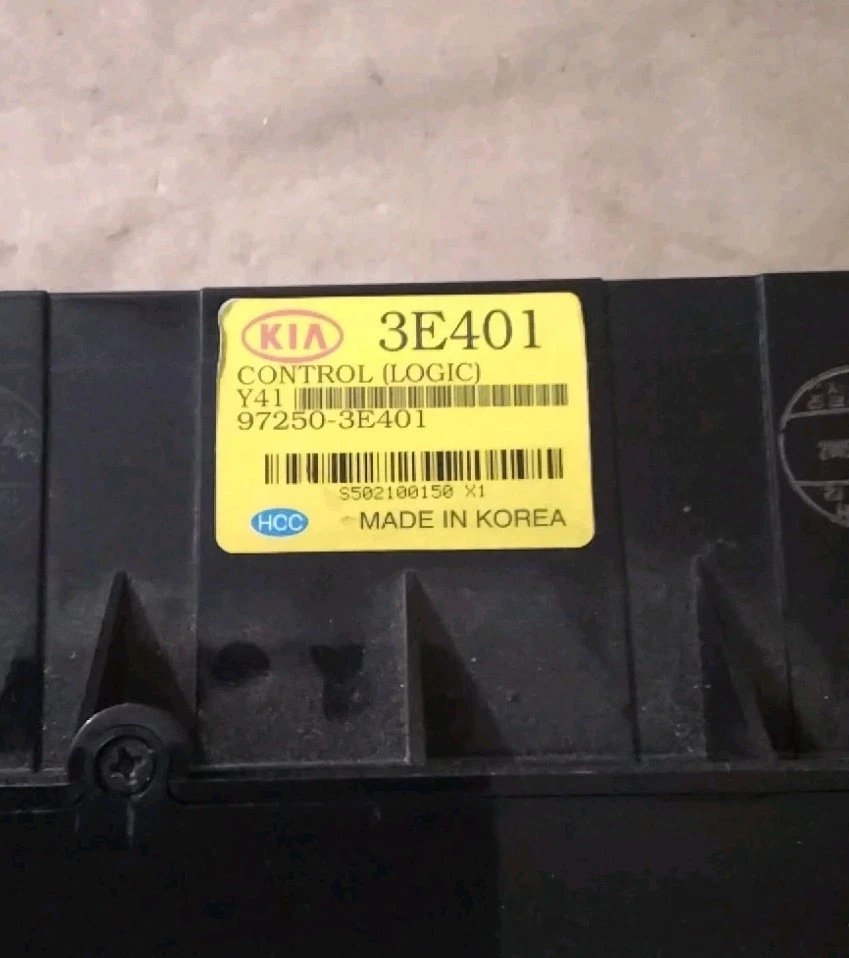 KIA 3E401
CONTROL (LOGIC)
Y41
97250-3E401
S502100150 X1
HCC MADE IN KOREA